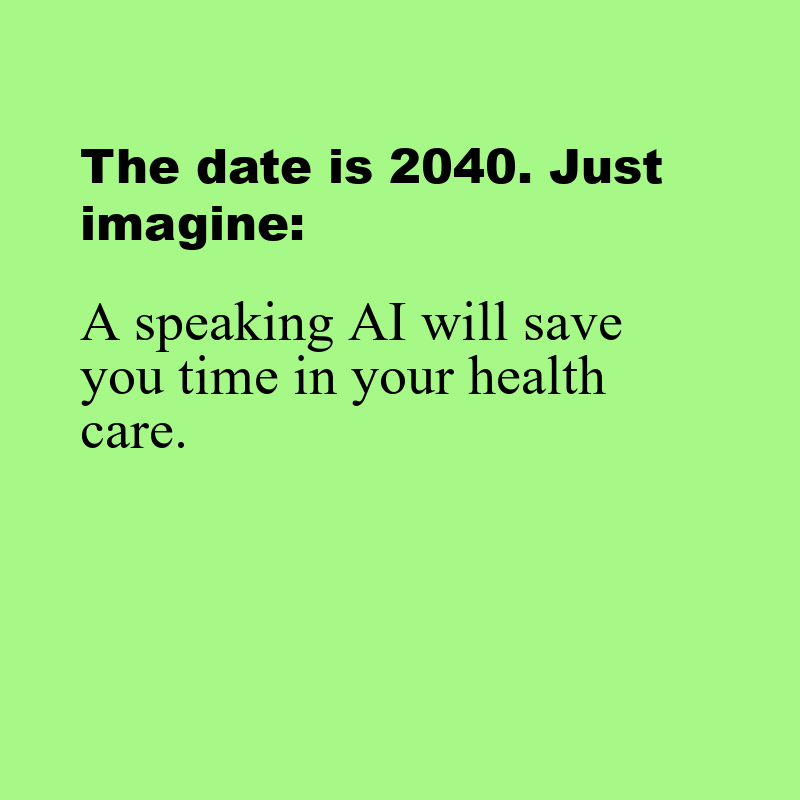 The date is 2040. Just
imagine:
A speaking AI will save
you time in your health
care.